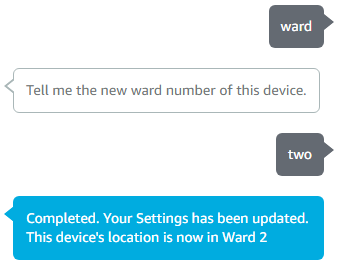 ward
Tell me the new ward number of this device.
two
Completed. Your Settings has been updated.
This device's location is now in Ward 2